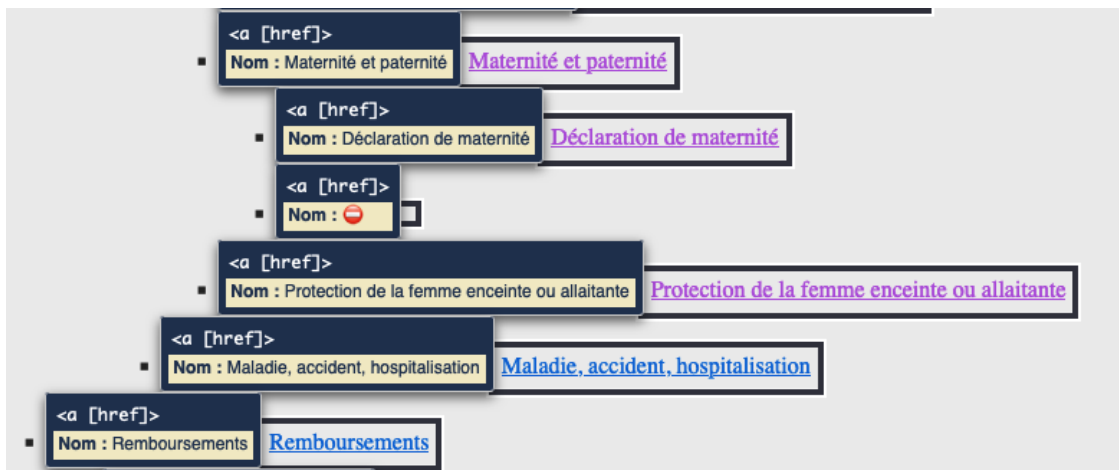 <a [href]>
Nom : Maternité et paternité Maternité et paternité
<a [href]>
Nom : Déclaration de maternité Déclaration de maternité
<a [href]>
Nom : ⛔
<a [href]>
Nom : Protection de la femme enceinte ou allaitante Protection de la femme enceinte ou allaitante
<a [href]>
Nom : Maladie, accident, hospitalisation Maladie, accident, hospitalisation
<a [href]>
Nom : Remboursements Remboursements